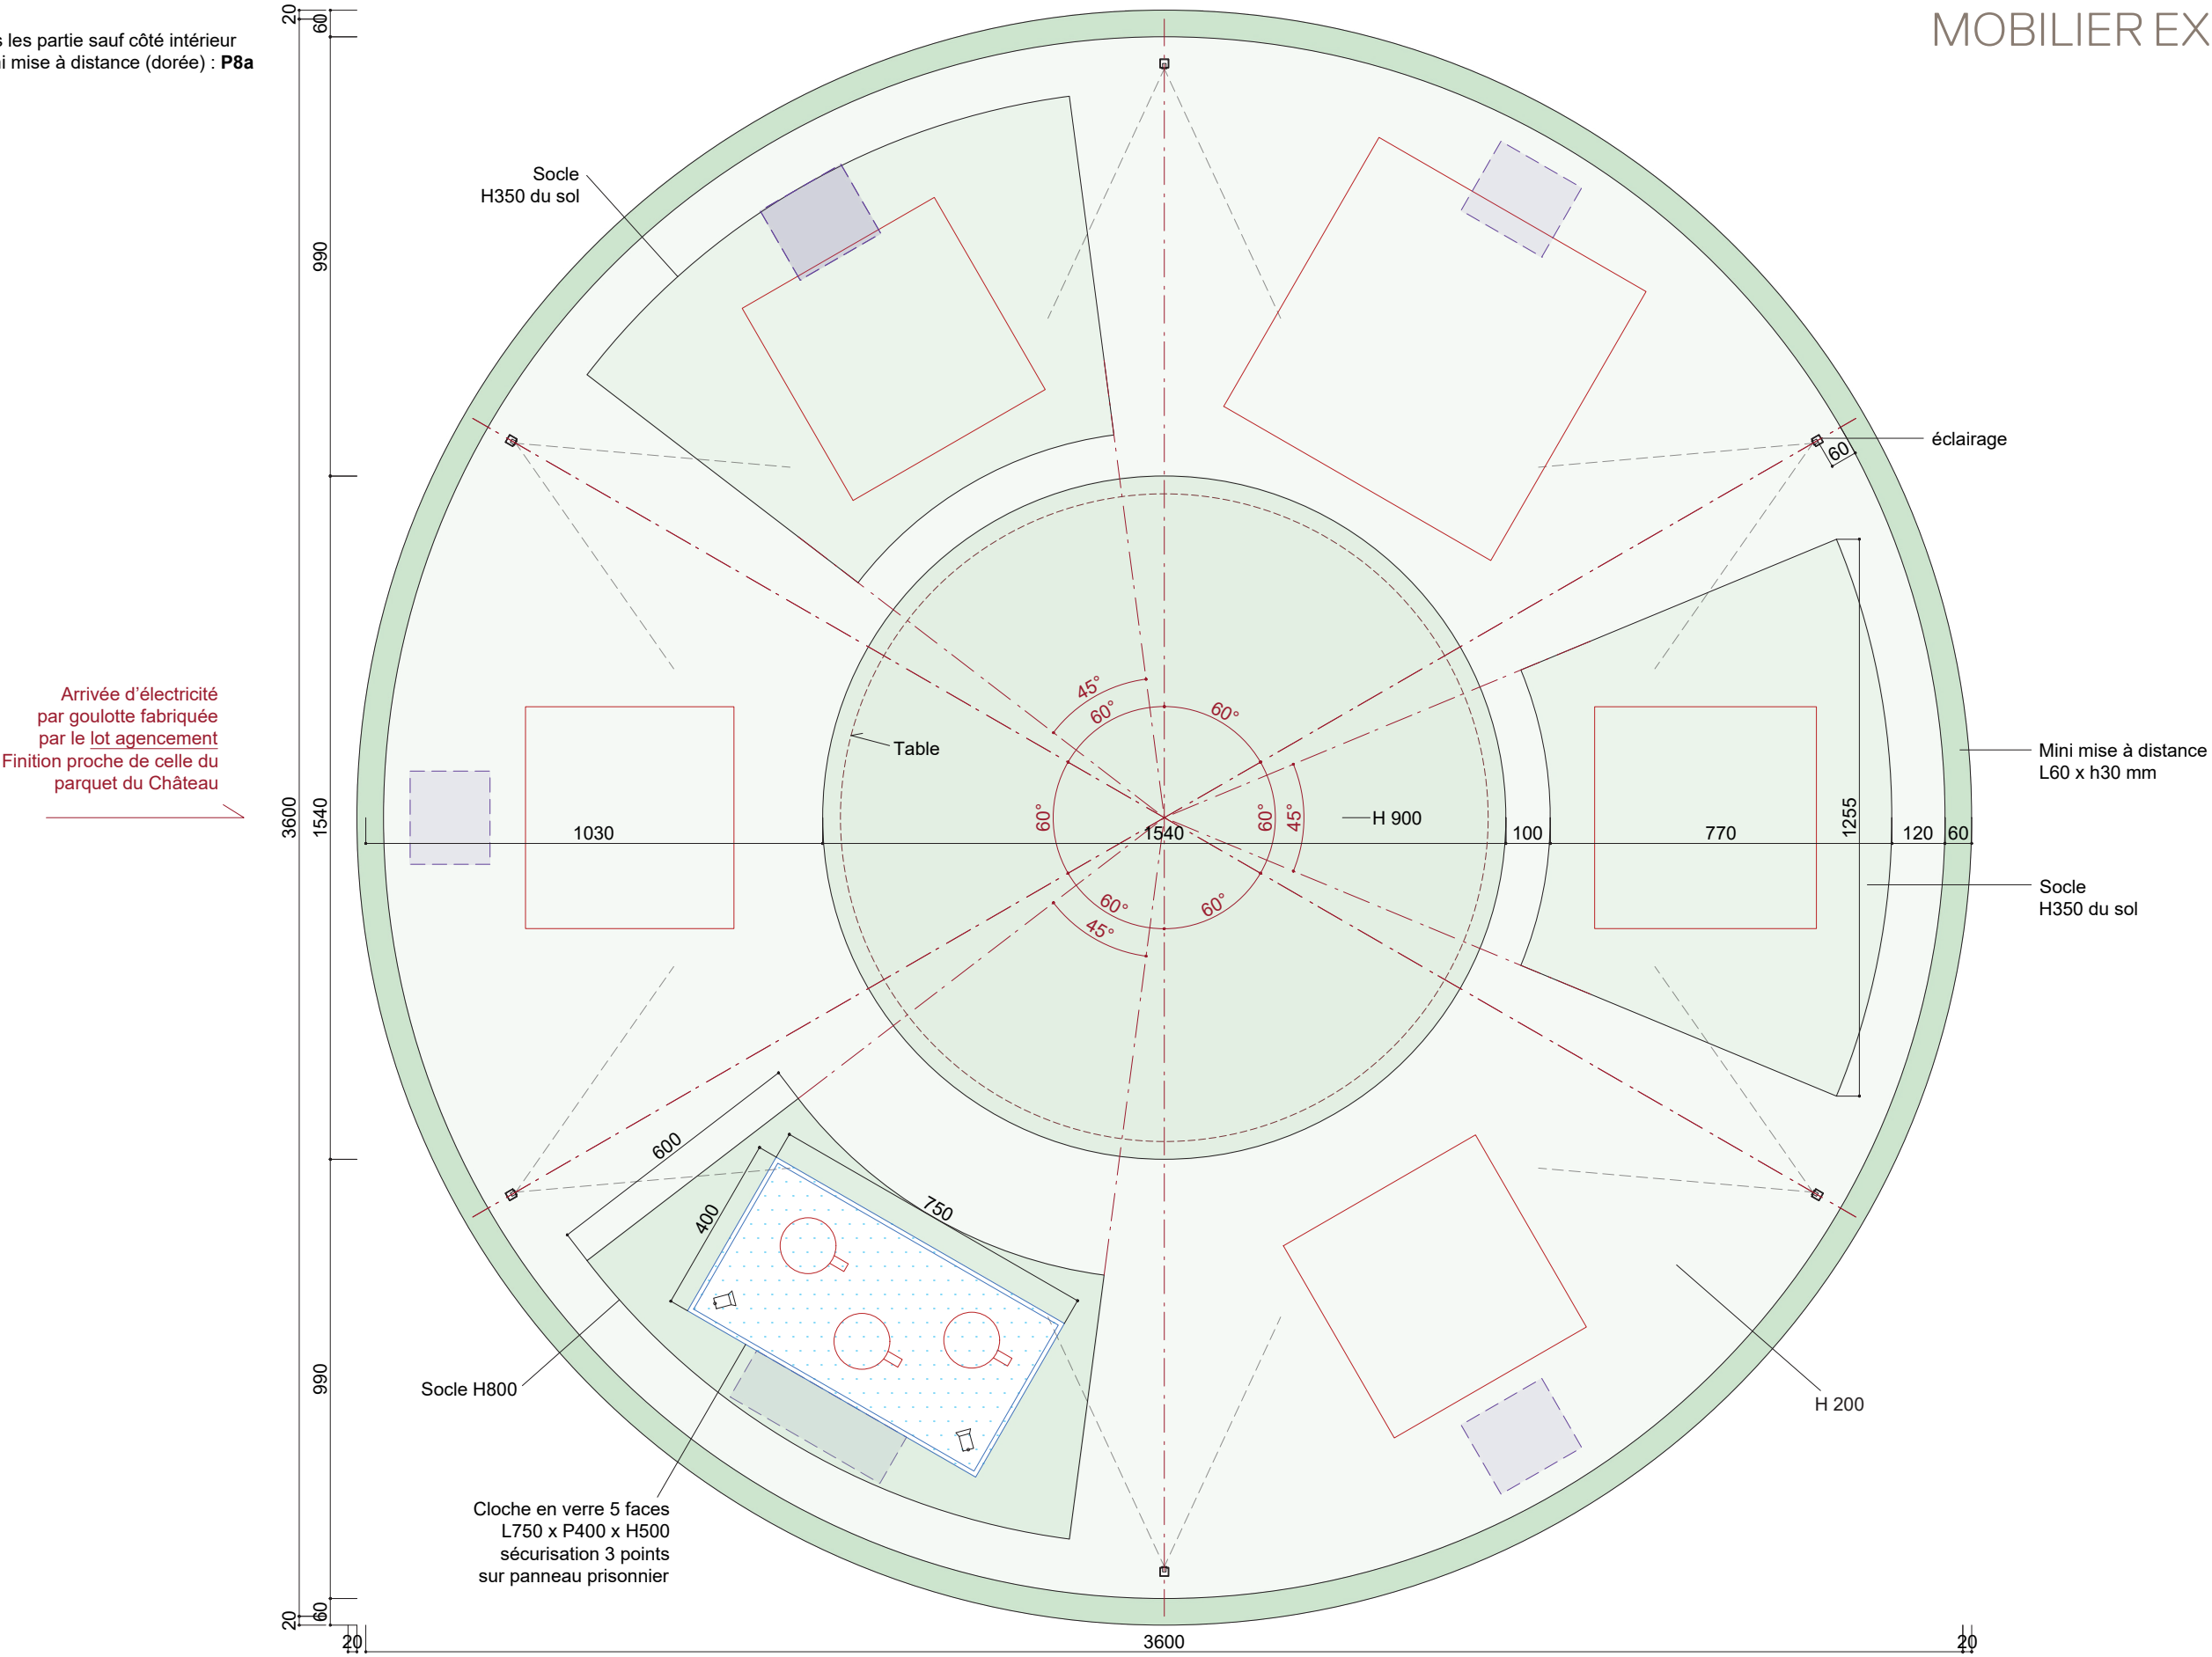 MOBILIER EX
s les partie sauf côté intérieur
ni mise à distance (dorée) : P8a
20
60
990
3600
1540
990
20
60
Socle
H350 du sol
éclairage
60
Arrivée d’électricité
par goulotte fabriquée
par le lot agencement
Finition proche de celle du
parquet du Château
Table
45°
60°
60°
60°
60°
45°
60°
60°
45°
H 900
1030
1540
100
770
1255
120
60
Mini mise à distance
L60 x h30 mm
Socle
H350 du sol
600
400
750
Socle H800
H 200
Cloche en verre 5 faces
L750 x P400 x H500
sécurisation 3 points
sur panneau prisonnier
20
3600
20